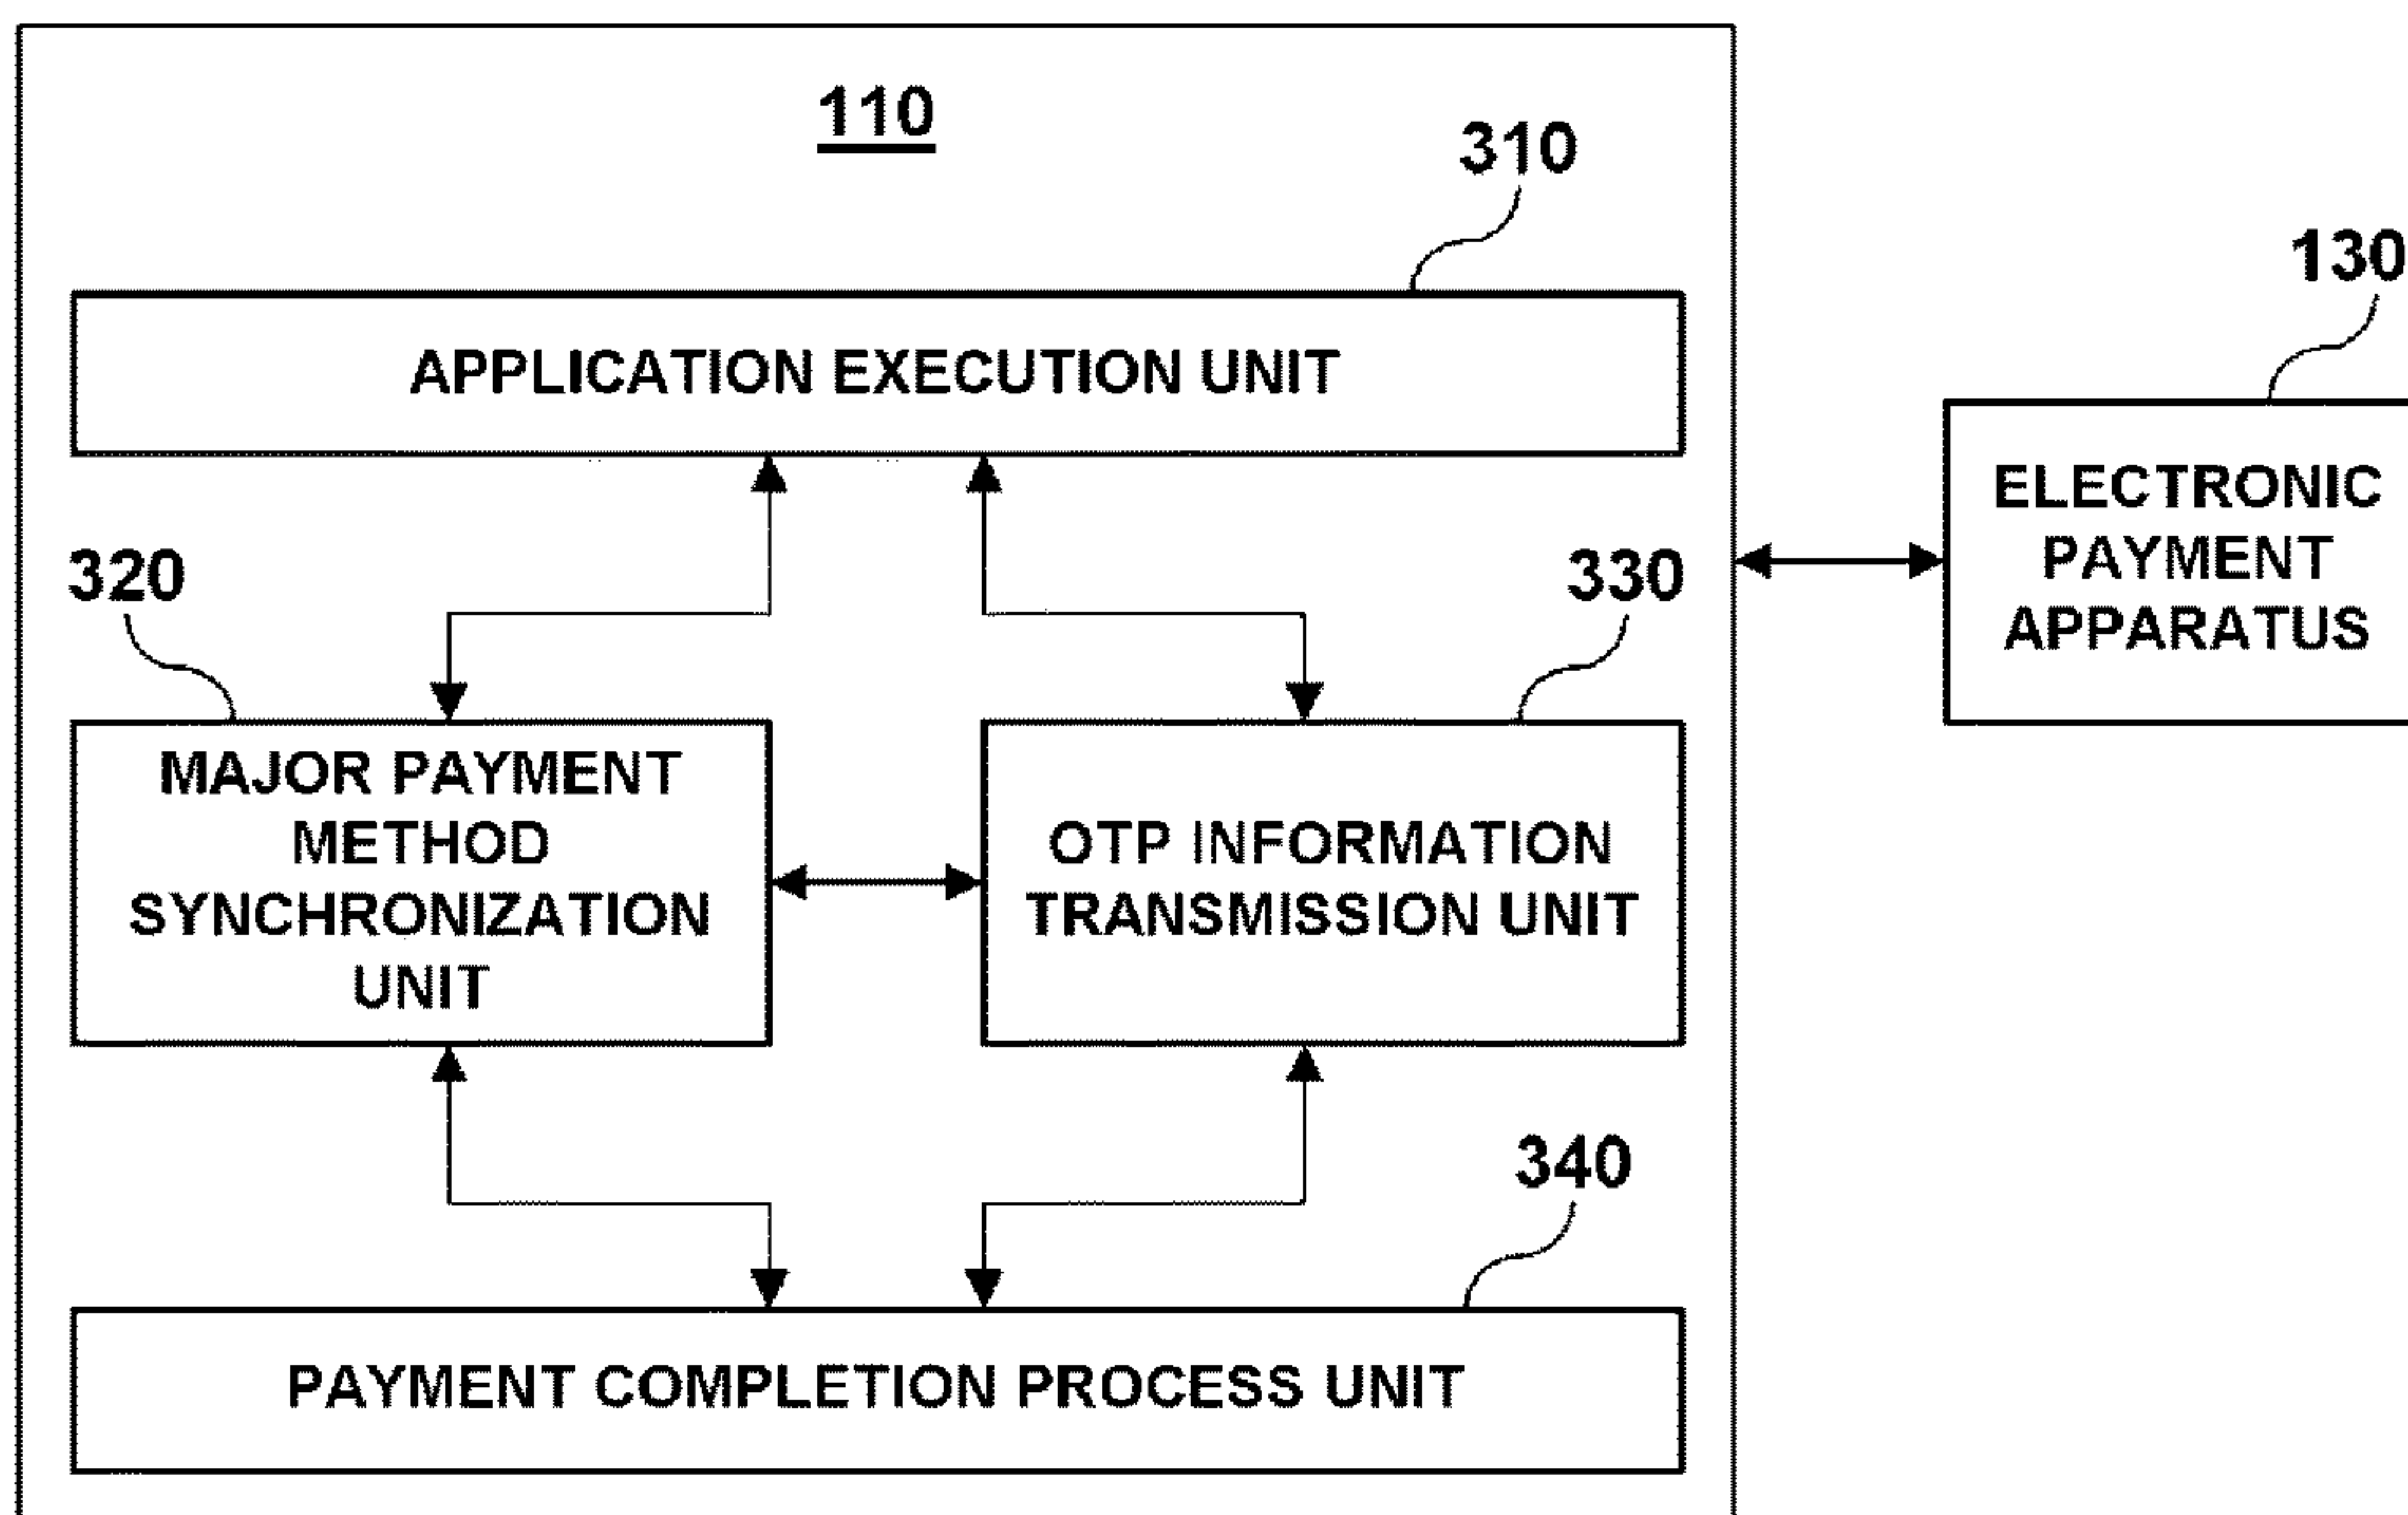 110
310
130
APPLICATION EXECUTION UNIT
ELECTRONIC
PAYMENT
APPARATUS
320
330
MAJOR PAYMENT
METHOD
SYNCHRONIZATION
UNIT
OTP INFORMATION
TRANSMISSION UNIT
340
PAYMENT COMPLETION PROCESS UNIT